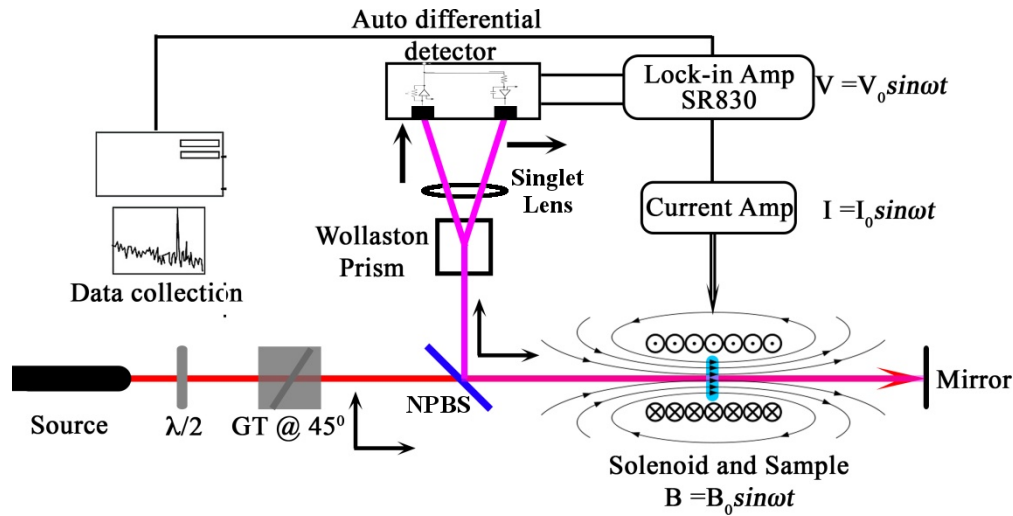 Auto differential
detector
Lock-in Amp
SR830
V =V₀sinωt
Singlet
Lens
Current Amp
I =I₀sinωt
Wollaston
Prism
Data collection
Source
λ/2
GT @ 45⁰
NPBS
Mirror
Solenoid and Sample
B =B₀sinωt